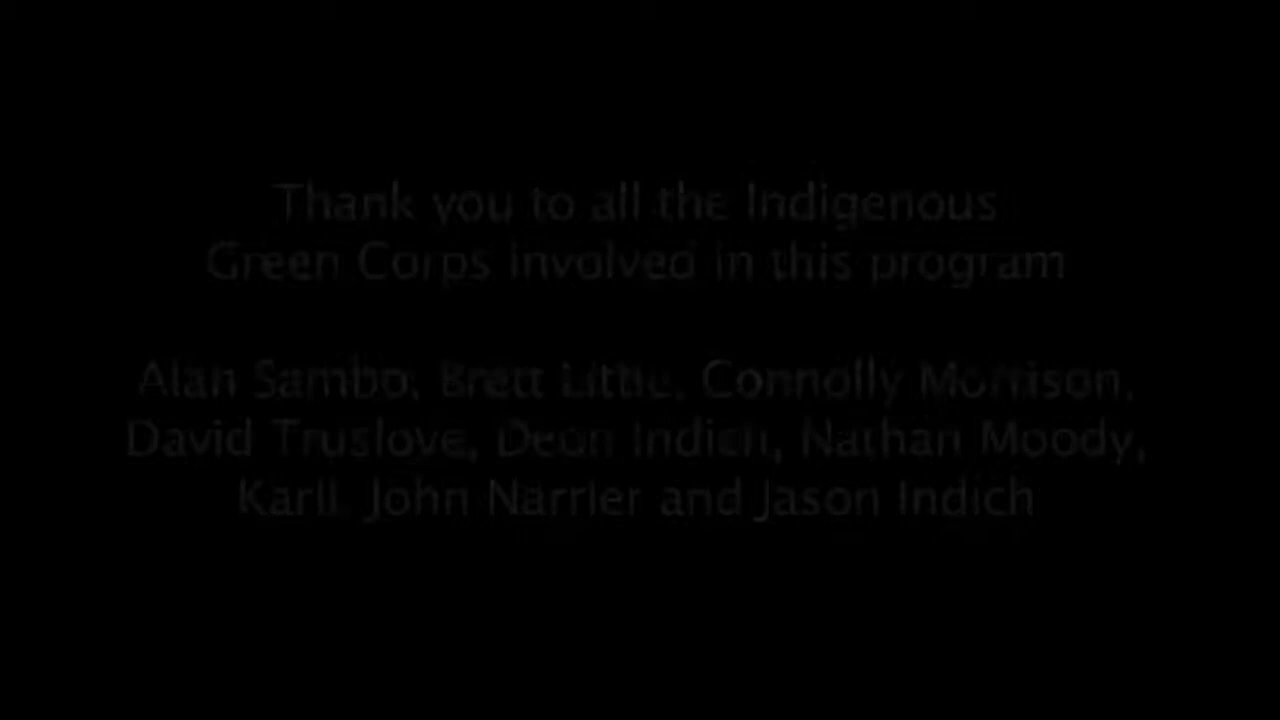 Thank you to all the Indigenous
Green Corps involved in this program
Alan Sambo, Brett Little, Connolly Morrison,
David Truslove, Deon Indich, Nathan Moody,
Karll, John Narrier and Jason Indich